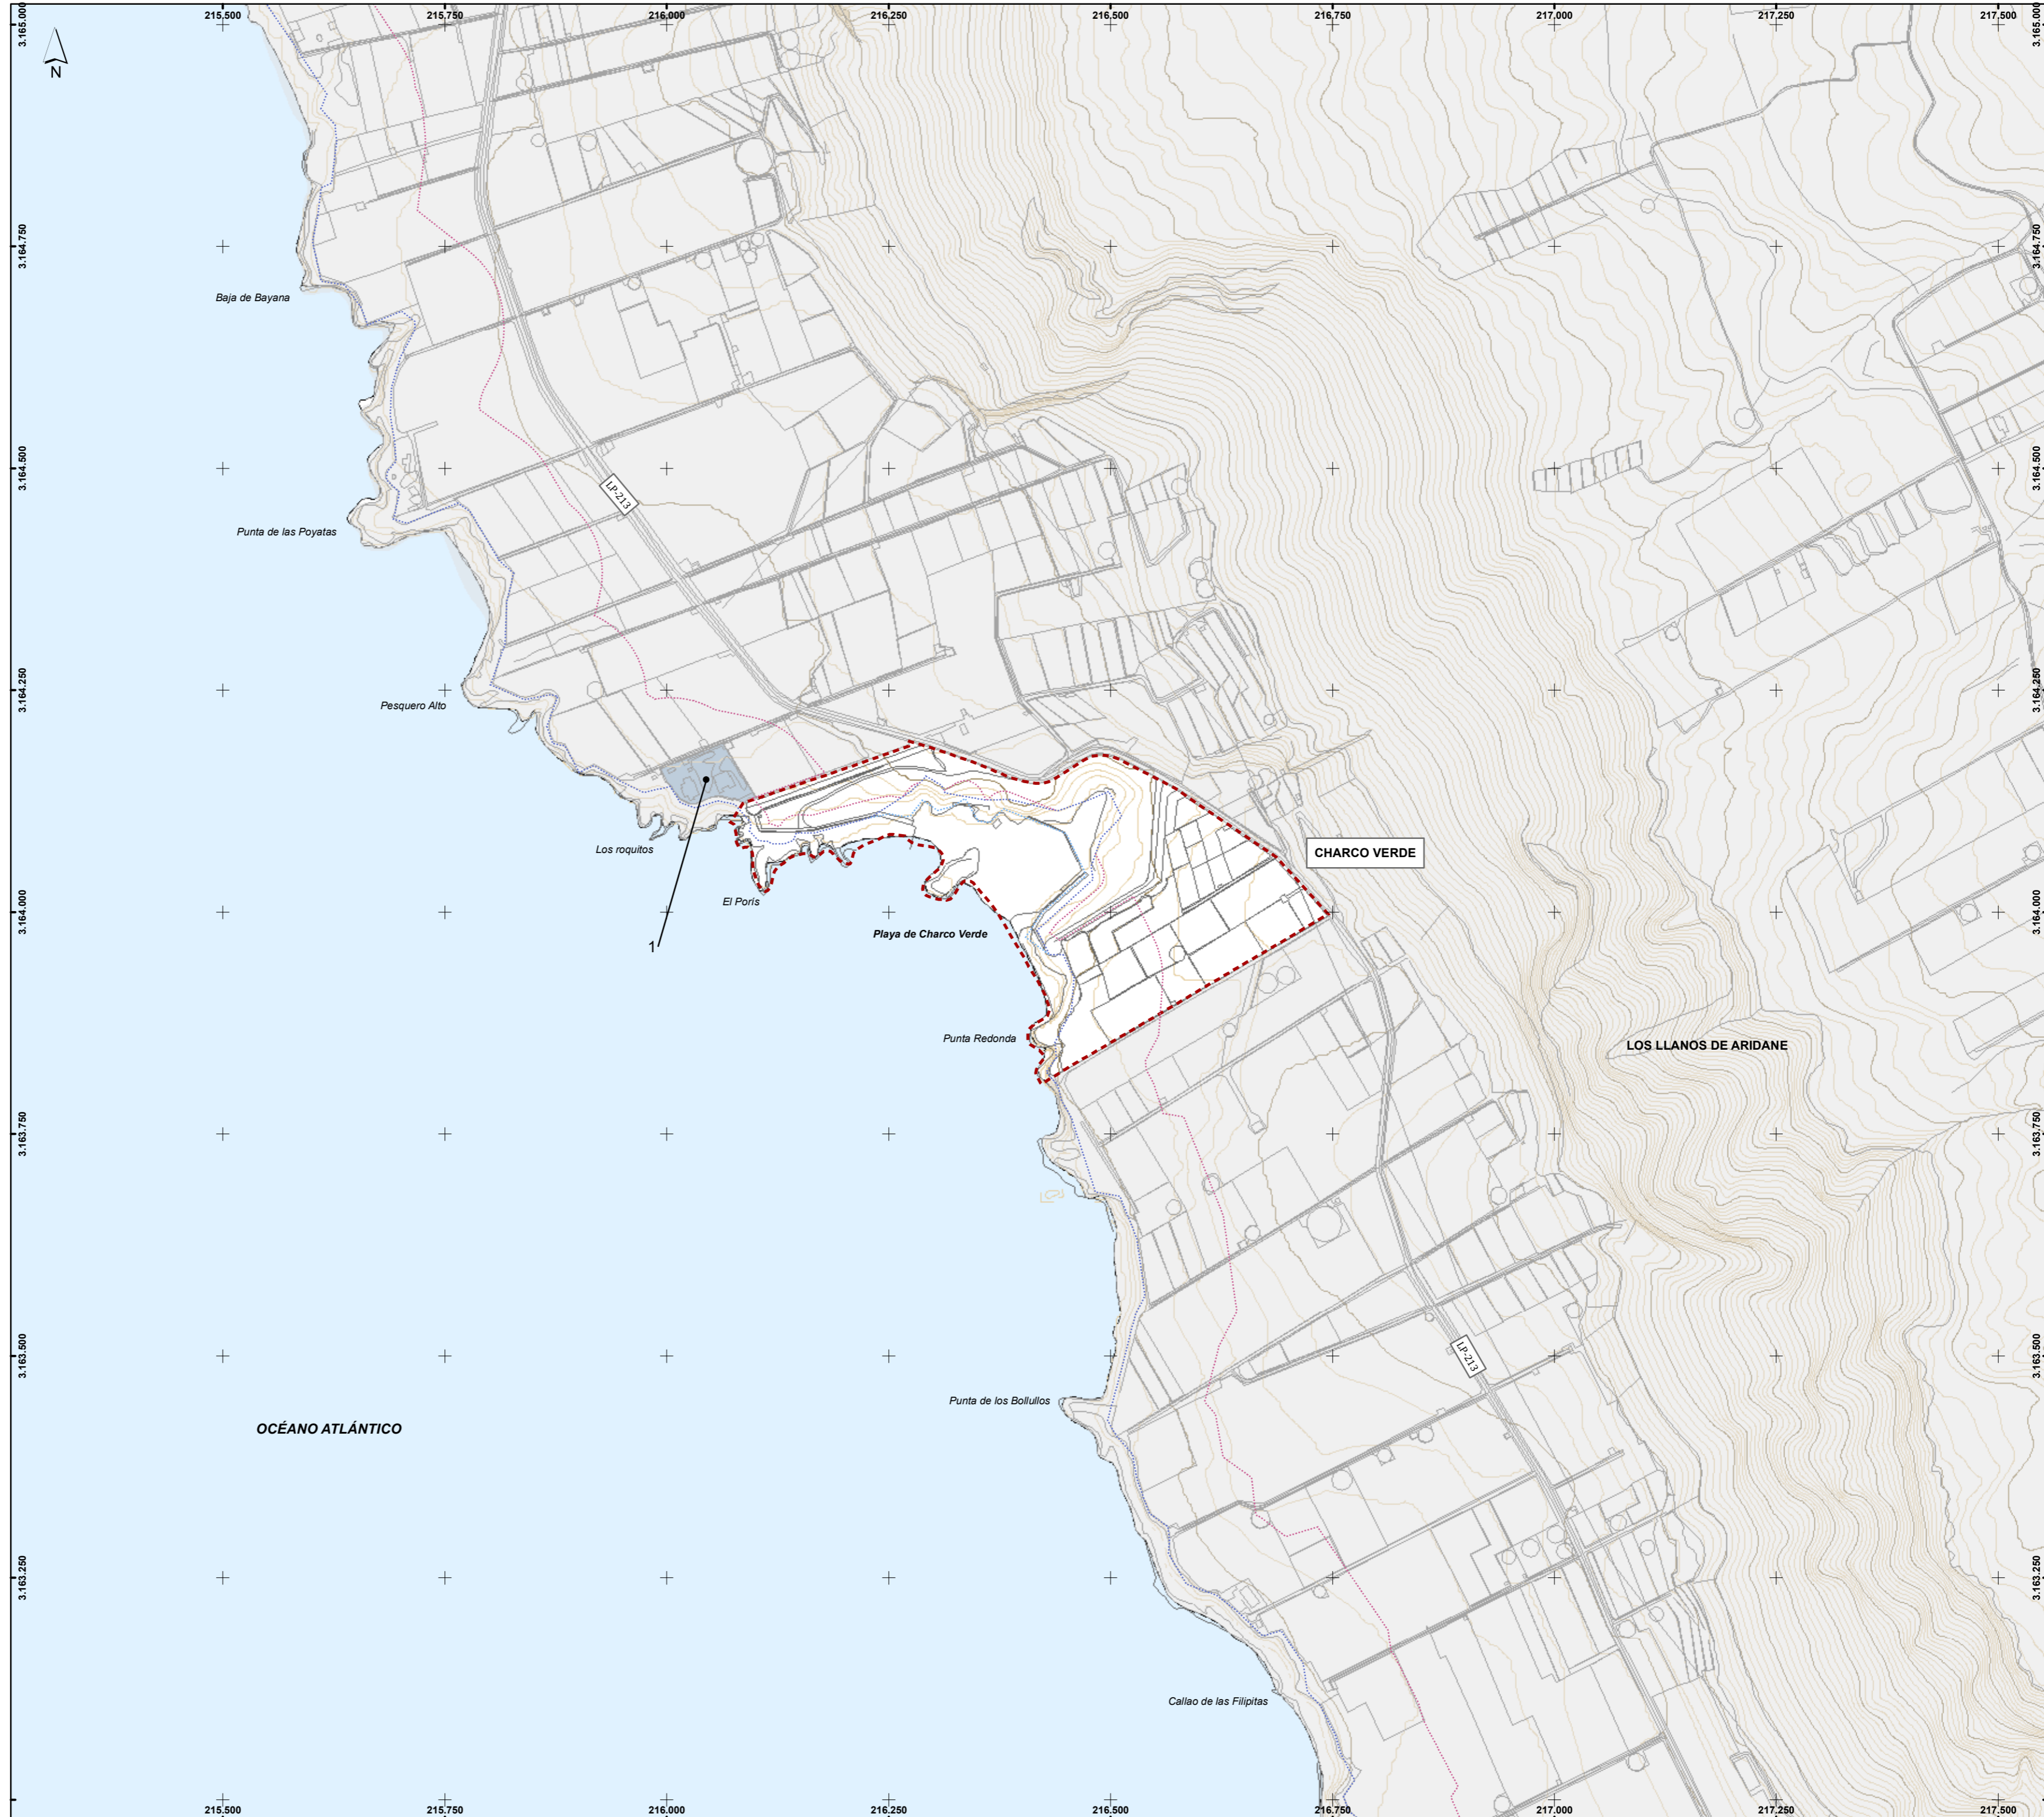 215.500 215.750 216.000 216.250 216.500 216.750 217.000 217.250 217.500
3.165.000
3.165.000
N
3.164.750
3.164.750
Baja de Bayana
3.164.500
3.164.500
LP-213
Punta de las Poyatas
3.164.250
3.164.250
Pesquero Alto
Los roquitos
CHARCO VERDE
El Porís
3.164.000
3.164.000
Playa de Charco Verde
1
Punta Redonda
LOS LLANOS DE ARIDANE
3.163.750
3.163.750
3.163.500
3.163.500
LP-213
Punta de los Bollullos
OCÉANO ATLÁNTICO
3.163.250
3.163.250
Callao de las Filipitas
215.500 215.750 216.000 216.250 216.500 216.750 217.000 217.250 217.500